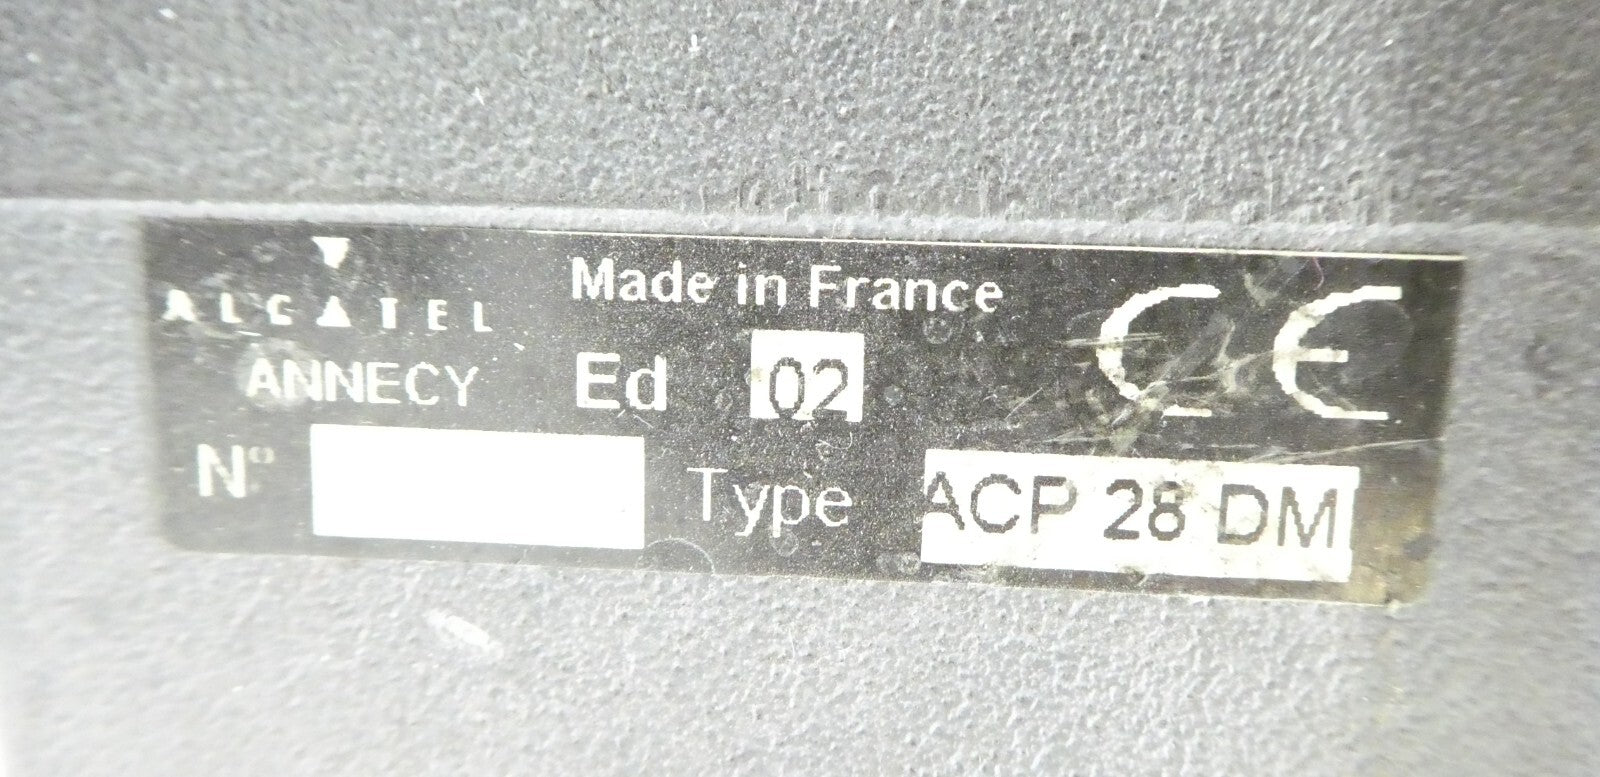 ALCATEL
ANNECY
Made in France
Ed 02
CE
N° Type ACP 28 DM